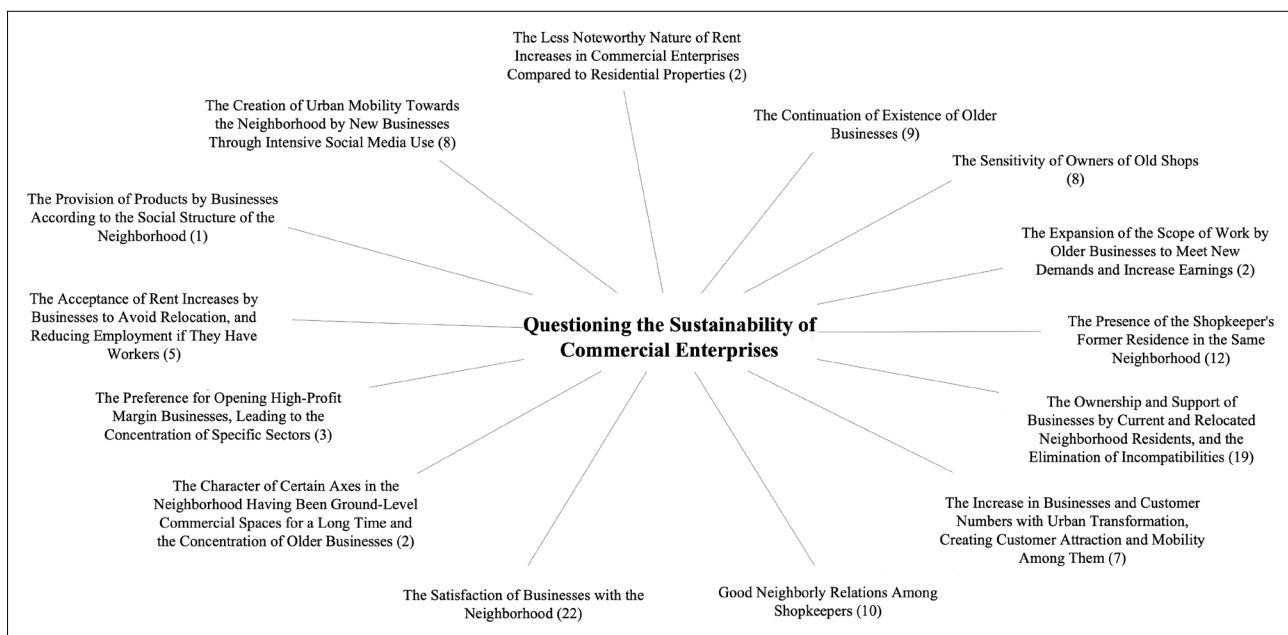 The Less Noteworthy Nature of Rent
Increases in Commercial Enterprises
Compared to Residential Properties (2)
The Creation of Urban Mobility Towards
the Neighborhood by New Businesses
Through Intensive Social Media Use (8)
The Continuation of Existence of Older
Businesses (9)
The Sensitivity of Owners of Old Shops
(8)
The Provision of Products by Businesses
According to the Social Structure of the
Neighborhood (1)
The Expansion of the Scope of Work by
Older Businesses to Meet New
Demands and Increase Earnings (2)
The Acceptance of Rent Increases by
Businesses to Avoid Relocation, and
Reducing Employment if They Have
Workers (5)
Questioning the Sustainability of
Commercial Enterprises
The Presence of the Shopkeeper's
Former Residence in the Same
Neighborhood (12)
The Preference for Opening High-Profit
Margin Businesses, Leading to the
Concentration of Specific Sectors (3)
The Ownership and Support of
Businesses by Current and Relocated
Neighborhood Residents, and the
Elimination of Incompatibilities (19)
The Character of Certain Axes in the
Neighborhood Having Been Ground-Level
Commercial Spaces for a Long Time and
the Concentration of Older Businesses (2)
The Increase in Businesses and Customer
Numbers with Urban Transformation,
Creating Customer Attraction and Mobility
Among Them (7)
The Satisfaction of Businesses with the
Neighborhood (22)
Good Neighborly Relations Among
Shopkeepers (10)